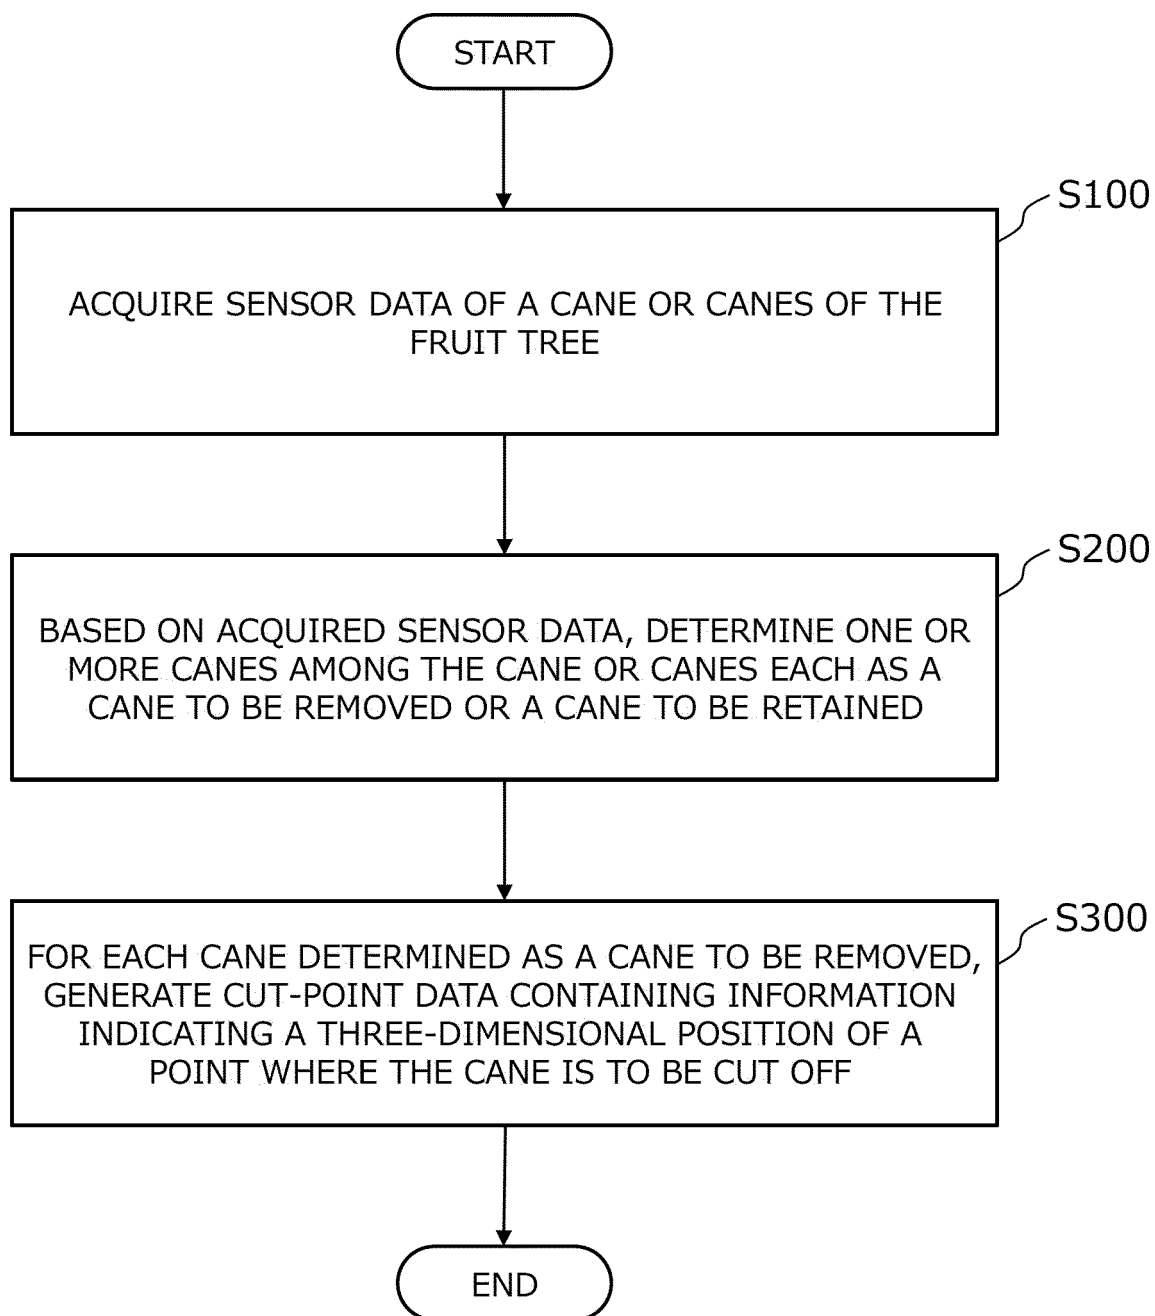 START
S100
ACQUIRE SENSOR DATA OF A CANE OR CANES OF THE
FRUIT TREE
S200
BASED ON ACQUIRED SENSOR DATA, DETERMINE ONE OR
MORE CANES AMONG THE CANE OR CANES EACH AS A
CANE TO BE REMOVED OR A CANE TO BE RETAINED
S300
FOR EACH CANE DETERMINED AS A CANE TO BE REMOVED,
GENERATE CUT-POINT DATA CONTAINING INFORMATION
INDICATING A THREE-DIMENSIONAL POSITION OF A
POINT WHERE THE CANE IS TO BE CUT OFF
END